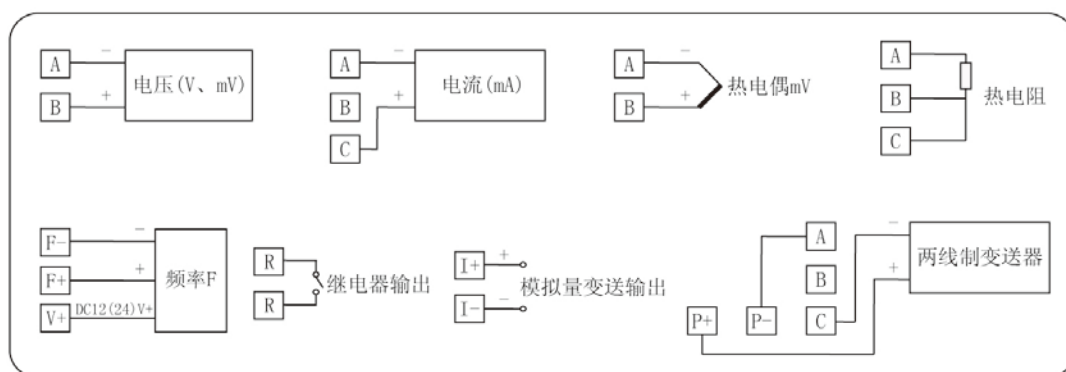 A
−
电压(V、mV)
B
+
A
−
电流(mA)
B
+
C
A
−
热电偶mV
B
+
A
B
热电阻
C
F-
−
F+
+
频率F
V+
DC12(24)V+
R
继电器输出
R
I+
+
模拟量变送输出
I-
−
A
−
两线制变送器
B
+
P+
P-
C